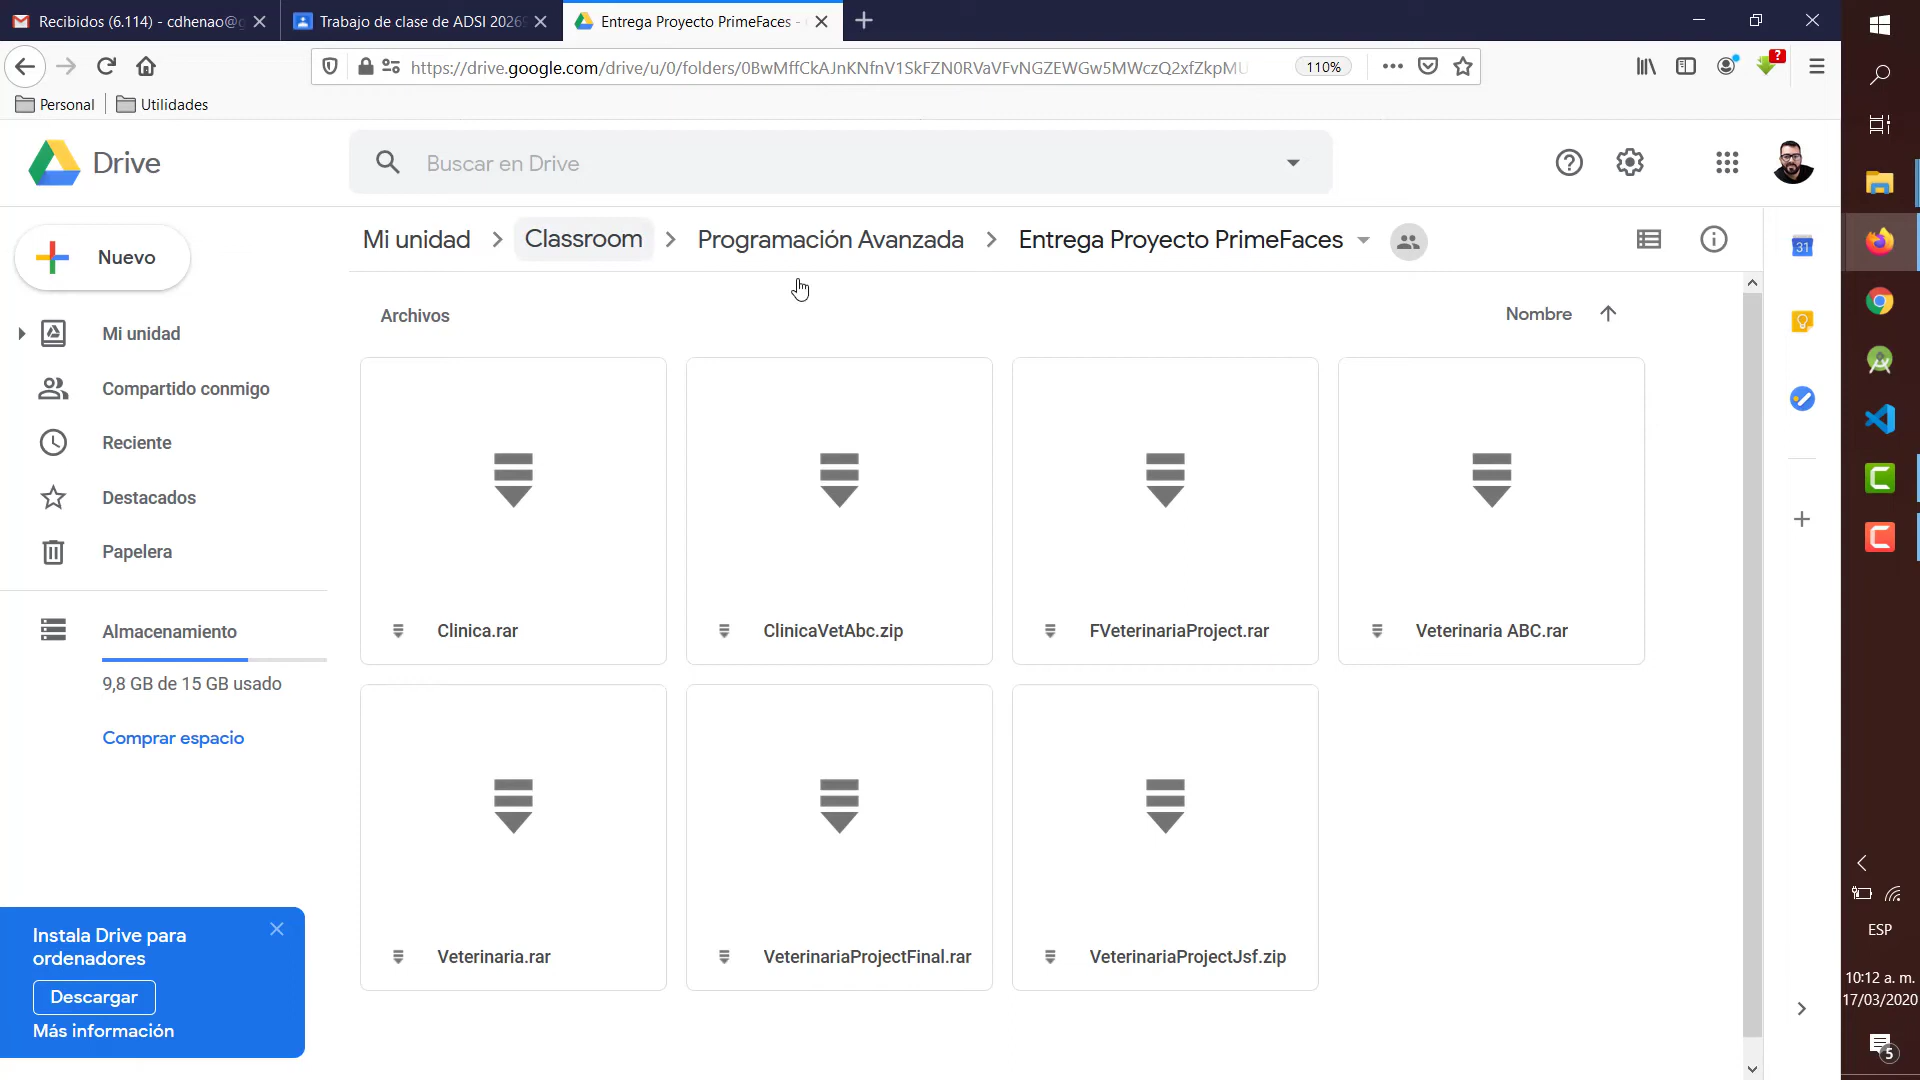 Recibidos (6.114) - cdhenao@g
Trabajo de clase de ADSI 20269
Entrega Proyecto PrimeFaces -
https://drive.google.com/drive/u/0/folders/0BwMffCkAJnKNfnV1SkFZN0RVaVFvNGZEWGw5MWczQ2xfZkpMU
110%
?
Personal
Utilidades
Drive
Buscar en Drive
Nuevo
Mi unidad
Classroom
Programación Avanzada
Entrega Proyecto PrimeFaces
31
Archivos
Nombre
Mi unidad
Compartido conmigo
Reciente
Destacados
Papelera
Almacenamiento
9,8 GB de 15 GB usado
Comprar espacio
Clinica.rar
ClinicaVetAbc.zip
FVeterinariaProject.rar
Veterinaria ABC.rar
Veterinaria.rar
VeterinariaProjectFinal.rar
VeterinariaProjectJsf.zip
Instala Drive para
ordenadores
Descargar
Más información
ESP
10:12 a. m.
17/03/2020
5